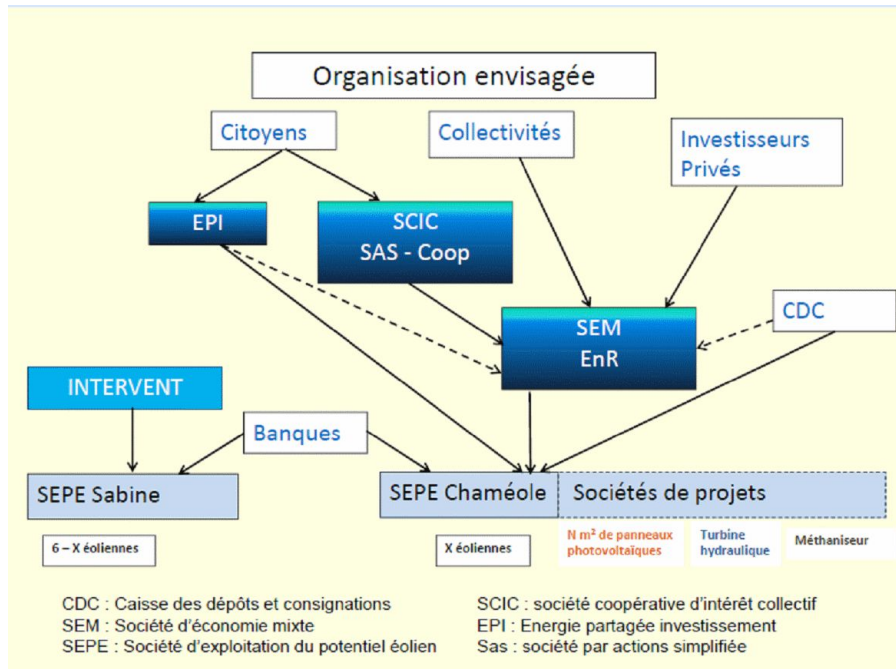 Organisation envisagée
Citoyens
Collectivités
Investisseurs
Privés
EPI
SCIC
SAS - Coop
SEM
EnR
CDC
INTERVENT
Banques
SEPE Sabine
SEPE Chaméole
Sociétés de projets
6 – X éoliennes
X éoliennes
N m² de panneaux
photovoltaïques
Turbine
hydraulique
Méthaniseur
CDC : Caisse des dépôts et consignations
SEM : Société d'économie mixte
SEPE : Société d'exploitation du potentiel éolien
SCIC : société coopérative d'intérêt collectif
EPI : Energie partagée investissement
Sas : société par actions simplifiée